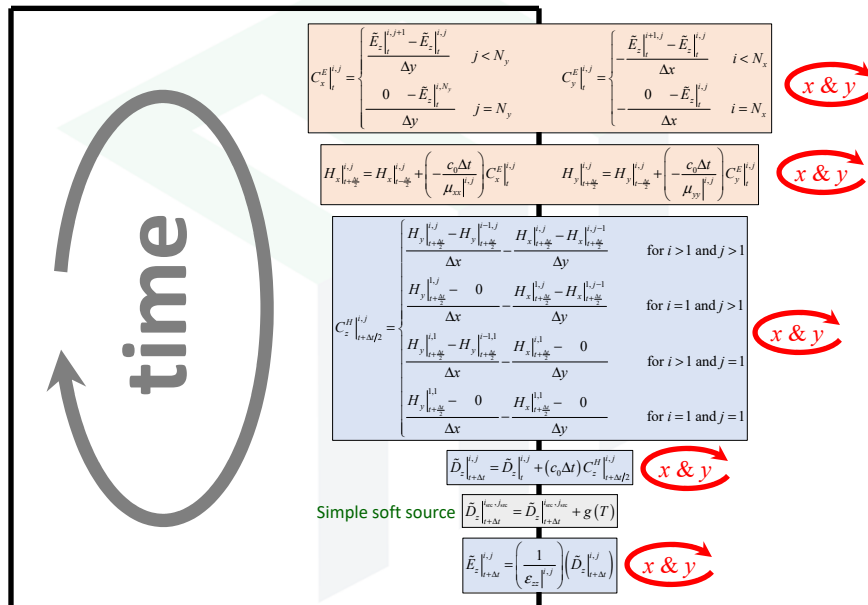 time
C_x^E|_t^{i,j} = { (Ẽ_z|_t^{i,j+1} − Ẽ_z|_t^{i,j}) / Δy    j < N_y
(0 − Ẽ_z|_t^{i,N_y}) / Δy    j = N_y
C_y^E|_t^{i,j} = { −(Ẽ_z|_t^{i+1,j} − Ẽ_z|_t^{i,j}) / Δx    i < N_x
−(0 − Ẽ_z|_t^{i,j}) / Δx    i = N_x
x & y
H_x|_{t+Δt/2}^{i,j} = H_x|_{t−Δt/2}^{i,j} + (−c_0Δt / μ_xx|^{i,j}) C_x^E|_t^{i,j}    H_y|_{t+Δt/2}^{i,j} = H_y|_{t−Δt/2}^{i,j} + (−c_0Δt / μ_yy|^{i,j}) C_y^E|_t^{i,j}
x & y
C_z^H|_{t+Δt/2}^{i,j} = { (H_y|_{t+Δt/2}^{i,j} − H_y|_{t+Δt/2}^{i−1,j}) / Δx − (H_x|_{t+Δt/2}^{i,j} − H_x|_{t+Δt/2}^{i,j−1}) / Δy    for i > 1 and j > 1
(H_y|_{t+Δt/2}^{1,j} − 0) / Δx − (H_x|_{t+Δt/2}^{1,j} − H_x|_{t+Δt/2}^{1,j−1}) / Δy    for i = 1 and j > 1
(H_y|_{t+Δt/2}^{i,1} − H_y|_{t+Δt/2}^{i−1,1}) / Δx − (H_x|_{t+Δt/2}^{i,1} − 0) / Δy    for i > 1 and j = 1
(H_y|_{t+Δt/2}^{1,1} − 0) / Δx − (H_x|_{t+Δt/2}^{1,1} − 0) / Δy    for i = 1 and j = 1
x & y
D̃_z|_{t+Δt}^{i,j} = D̃_z|_t^{i,j} + (c_0Δt) C_z^H|_{t+Δt/2}^{i,j}
x & y
Simple soft source D̃_z|_{t+Δt}^{i_src,j_src} = D̃_z|_{t+Δt}^{i_src,j_src} + g(T)
Ẽ_z|_{t+Δt}^{i,j} = (1 / ε_zz|^{i,j}) (D̃_z|_{t+Δt}^{i,j})
x & y